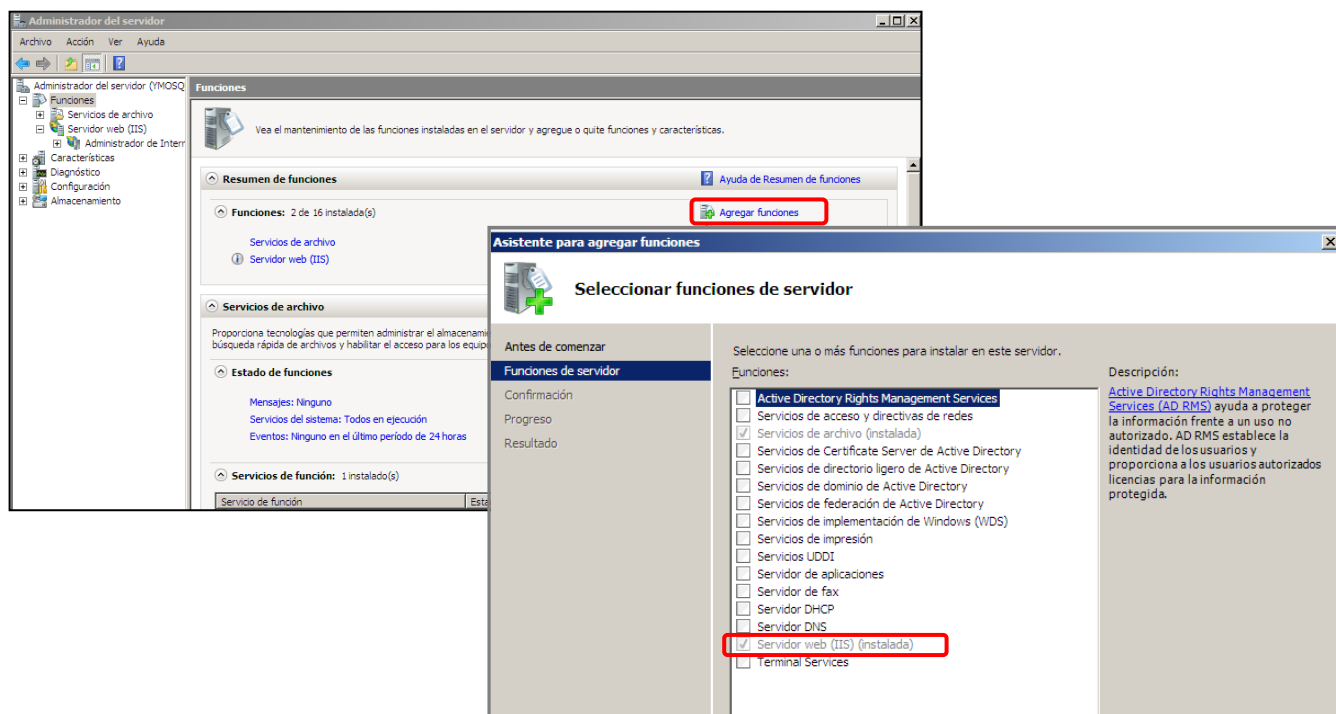 Administrador del servidor
Archivo Acción Ver Ayuda
Administrador del servidor (YMOSQ
Funciones
Servicios de archivo
Servidor web (IIS)
Administrador de Interr
Características
Diagnóstico
Configuración
Almacenamiento
Funciones
Vea el mantenimiento de las funciones instaladas en el servidor y agregue o quite funciones y características.
Resumen de funciones
Ayuda de Resumen de funciones
Funciones: 2 de 16 instalada(s)
Agregar funciones
Servicios de archivo
Servidor web (IIS)
Servicios de archivo
Proporciona tecnologías que permiten administrar el almacenami
búsqueda rápida de archivos y habilitar el acceso para los equip
Estado de funciones
Mensajes: Ninguno
Servicios del sistema: Todos en ejecución
Eventos: Ninguno en el último período de 24 horas
Servicios de función: 1 instalado(s)
Servicio de función
Esta
Asistente para agregar funciones
Seleccionar funciones de servidor
Antes de comenzar
Funciones de servidor
Confirmación
Progreso
Resultado
Seleccione una o más funciones para instalar en este servidor.
Funciones:
Active Directory Rights Management Services
Servicios de acceso y directivas de redes
Servicios de archivo (instalada)
Servicios de Certificate Server de Active Directory
Servicios de directorio ligero de Active Directory
Servicios de dominio de Active Directory
Servicios de federación de Active Directory
Servicios de implementación de Windows (WDS)
Servicios de impresión
Servicios UDDI
Servidor de aplicaciones
Servidor de fax
Servidor DHCP
Servidor DNS
Servidor web (IIS) (instalada)
Terminal Services
Descripción:
Active Directory Rights Management
Services (AD RMS) ayuda a proteger
la información frente a un uso no
autorizado. AD RMS establece la
identidad de los usuarios y
proporciona a los usuarios autorizados
licencias para la información
protegida.